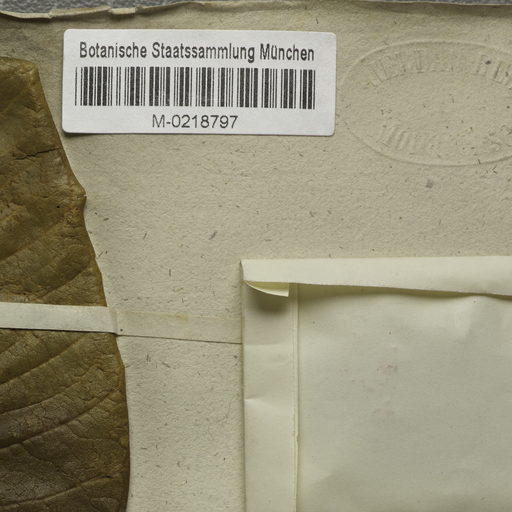 Botanische Staatssammlung München
M-0218797